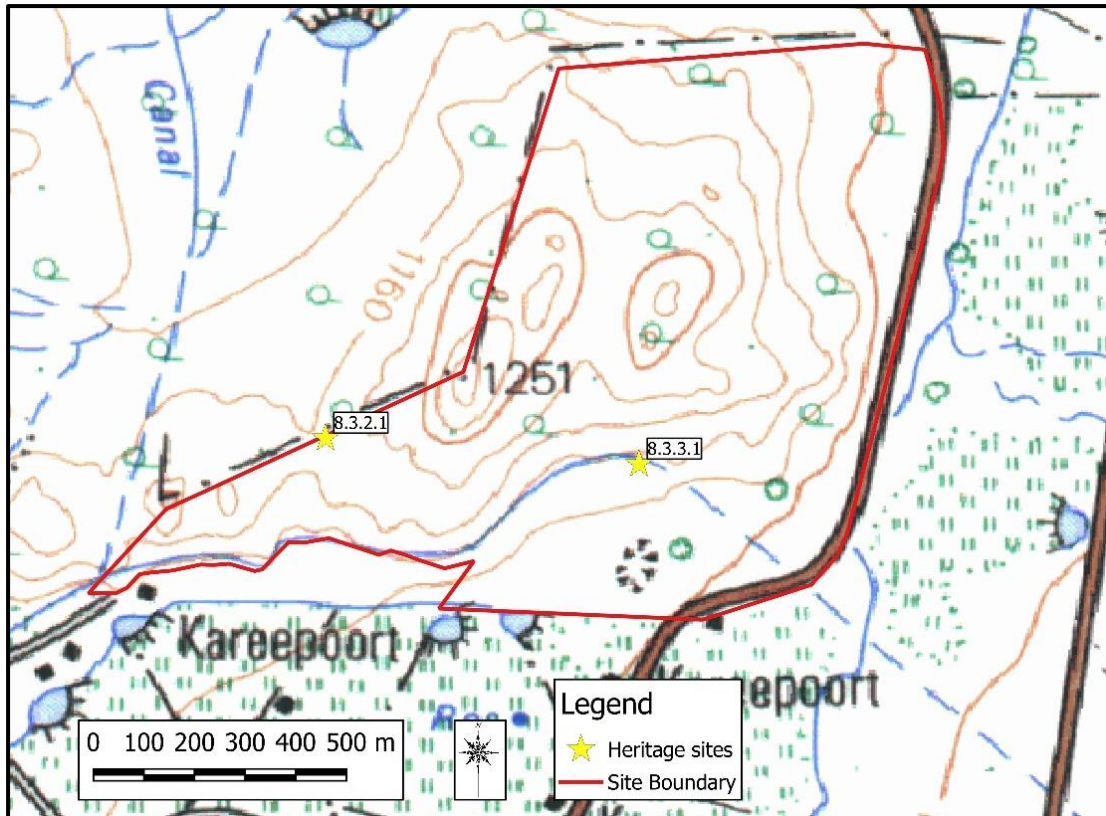 Canal
1160
1251
8.3.2.1
8.3.3.1
Kareepoort
eepoort
Legend
Heritage sites
Site Boundary
0 100 200 300 400 500 m